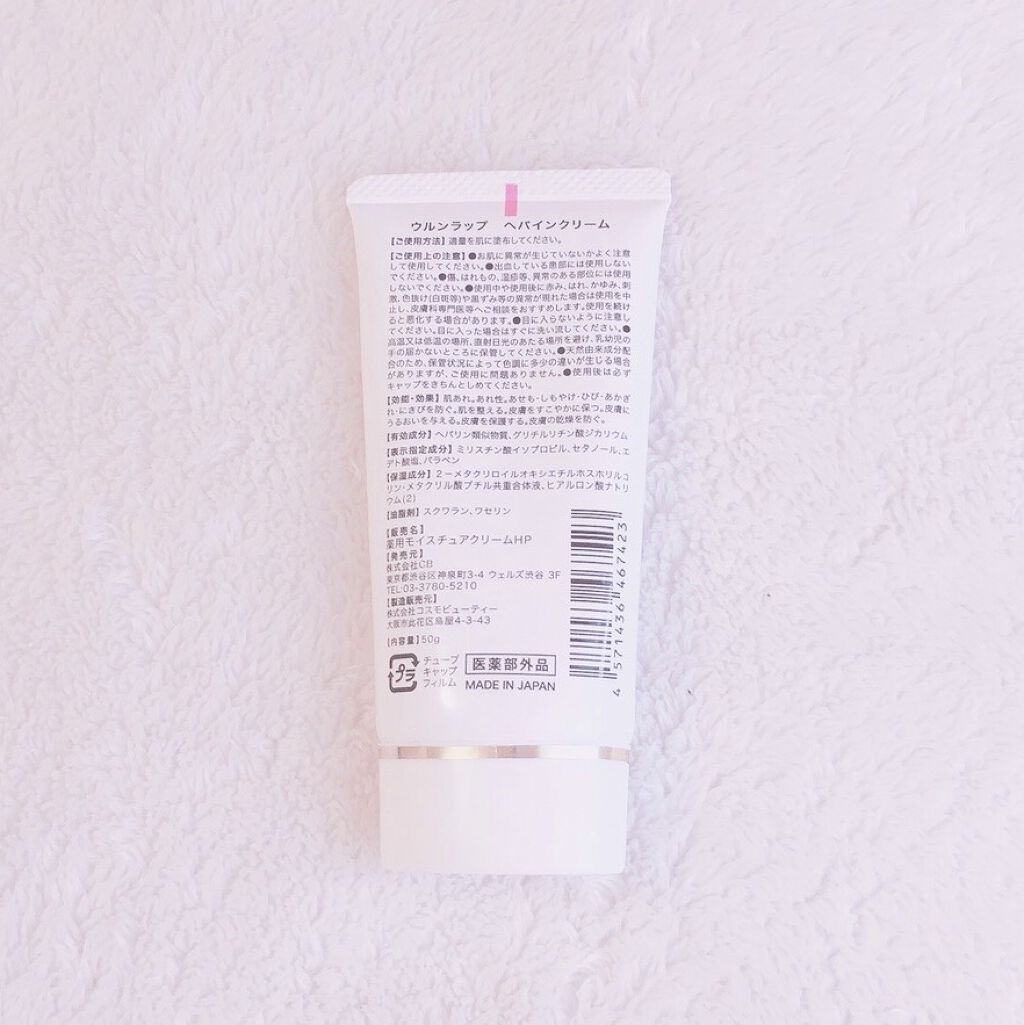 ウルンラップ ヘパインクリーム
【ご使用方法】適量を肌に塗布してください。
【ご使用上の注意】●お肌に異常が生じていないかよく注意
して使用してください。●出血している患部には使用しない
でください。●傷、はれもの、湿疹等、異常のある部位には使用
しないでください。●使用中や使用後に赤み、はれ、かゆみ、刺
激、色抜け(白斑等)や黒ずみ等の異常が現れた場合は使用を中
止し、皮膚科専門医等へご相談をおすすめします。使用を続け
ると悪化する場合があります。●目に入らないように注意し
てください。目に入った場合はすぐに洗い流してください。●
高温又は低温の場所、直射日光のあたる場所を避け、乳幼児の
手の届かないところに保管してください。●天然由来成分配
合のため、保管状況によって色調に多少の違いが生じる場合
がありますが、ご使用に問題ありません。●使用後は必ず
キャップをきちんとしめてください。
【効能・効果】肌あれ。あれ性。あせも・しもやけ・ひび・あかぎ
れ・にきびを防ぐ。肌を整える。皮膚をすこやかに保つ。皮膚に
うるおいを与える。皮膚を保護する。皮膚の乾燥を防ぐ。
【有効成分】ヘパリン類似物質、グリチルリチン酸ジカリウム
【表示指定成分】ミリスチン酸イソプロピル、セタノール、エ
デト酸塩、パラベン
【保湿成分】2-メタクリロイルオキシエチルホスホリルコ
リン・メタクリル酸ブチル共重合体液、ヒアルロン酸ナトリ
ウム(2)
【油脂剤】スクワラン、ワセリン
【販売名】
薬用モイスチュアクリームHP
【発売元】
株式会社CB
東京都渋谷区神泉町3-4 ウェルズ渋谷 3F
TEL:03-3780-5210
【製造販売元】
株式会社コスモビューティー
大阪市此花区島屋4-3-43
【内容量】50g
プラ
チューブ
キャップ
フィルム
医薬部外品
MADE IN JAPAN
4 571436 467423